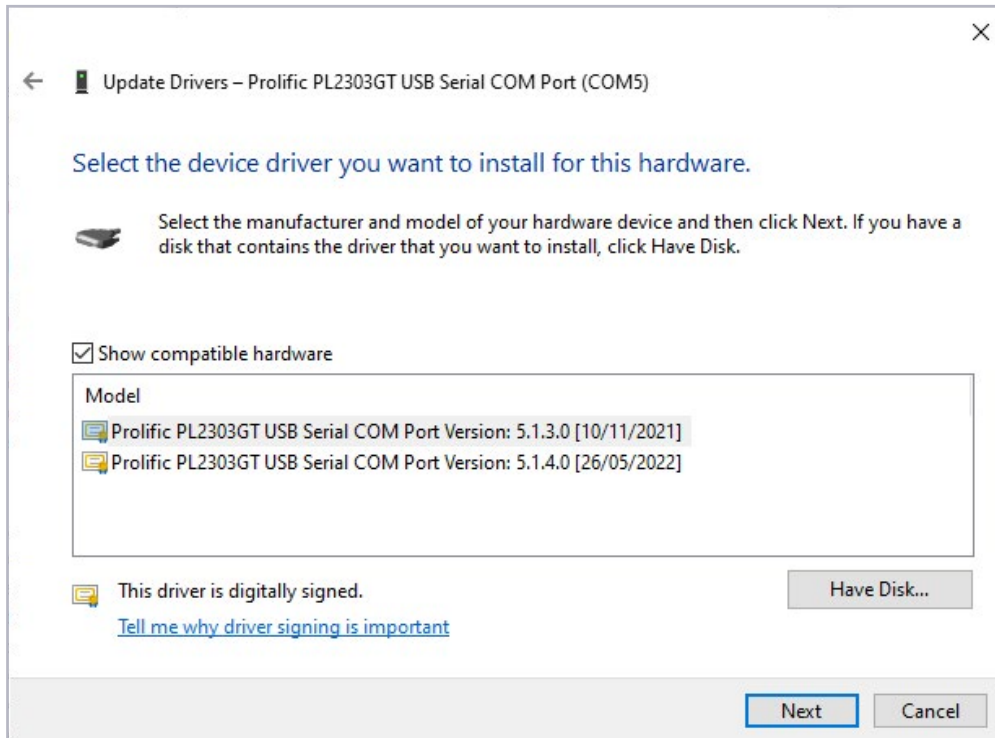 Update Drivers – Prolific PL2303GT USB Serial COM Port (COM5)
Select the device driver you want to install for this hardware.
Select the manufacturer and model of your hardware device and then click Next. If you have a
disk that contains the driver that you want to install, click Have Disk.
Show compatible hardware
Model
Prolific PL2303GT USB Serial COM Port Version: 5.1.3.0 [10/11/2021]
Prolific PL2303GT USB Serial COM Port Version: 5.1.4.0 [26/05/2022]
This driver is digitally signed.
Have Disk...
Tell me why driver signing is important
Next
Cancel